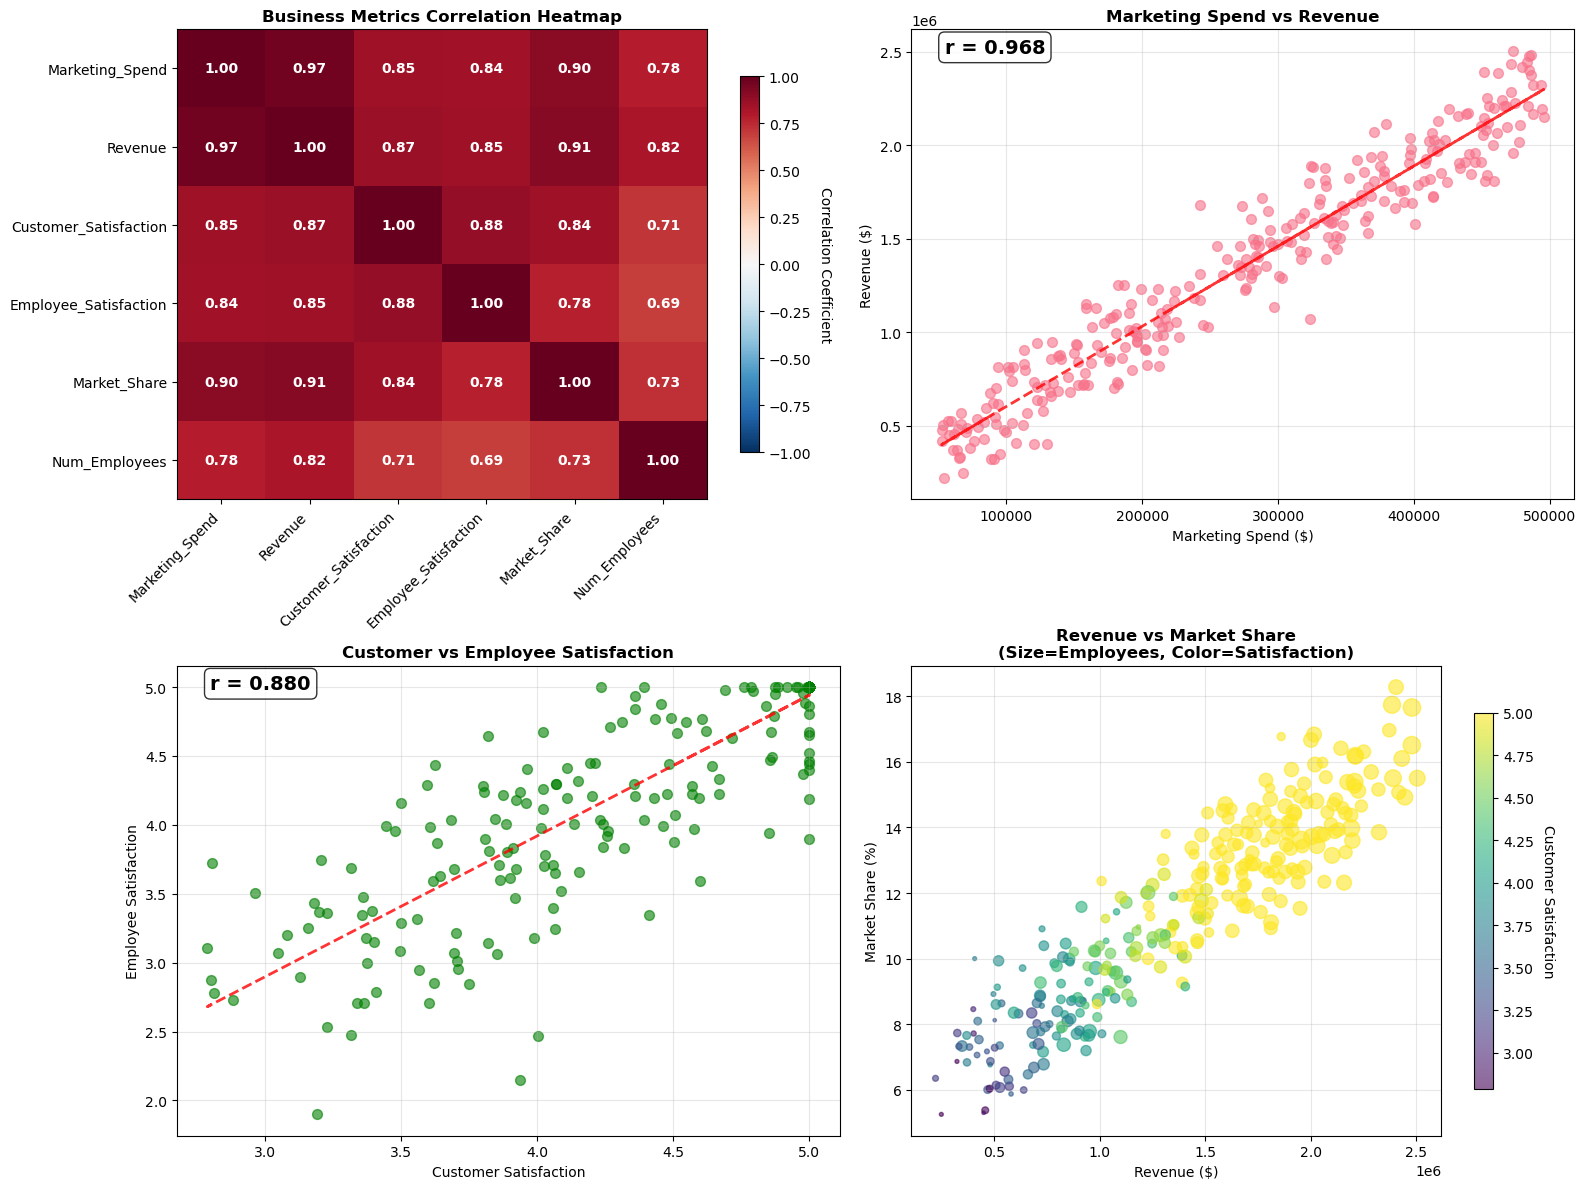 Business Metrics Correlation Heatmap
Marketing_Spend 1.00 0.97 0.85 0.84 0.90 0.78
Revenue 0.97 1.00 0.87 0.85 0.91 0.82
Customer_Satisfaction 0.85 0.87 1.00 0.88 0.84 0.71
Employee_Satisfaction 0.84 0.85 0.88 1.00 0.78 0.69
Market_Share 0.90 0.91 0.84 0.78 1.00 0.73
Num_Employees 0.78 0.82 0.71 0.69 0.73 1.00
Marketing_Spend
Revenue
Customer_Satisfaction
Employee_Satisfaction
Market_Share
Num_Employees
1.00
0.75
0.50
0.25
0.00
−0.25
−0.50
−0.75
−1.00
Correlation Coefficient
Marketing Spend vs Revenue
1e6
r = 0.968
2.5
2.0
1.5
1.0
0.5
Revenue ($)
100000 200000 300000 400000 500000
Marketing Spend ($)
Customer vs Employee Satisfaction
r = 0.880
5.0
4.5
4.0
3.5
3.0
2.5
2.0
Employee Satisfaction
3.0 3.5 4.0 4.5 5.0
Customer Satisfaction
Revenue vs Market Share
(Size=Employees, Color=Satisfaction)
18
16
14
12
10
8
6
Market Share (%)
0.5 1.0 1.5 2.0 2.5
1e6
Revenue ($)
5.00
4.75
4.50
4.25
4.00
3.75
3.50
3.25
3.00
Customer Satisfaction